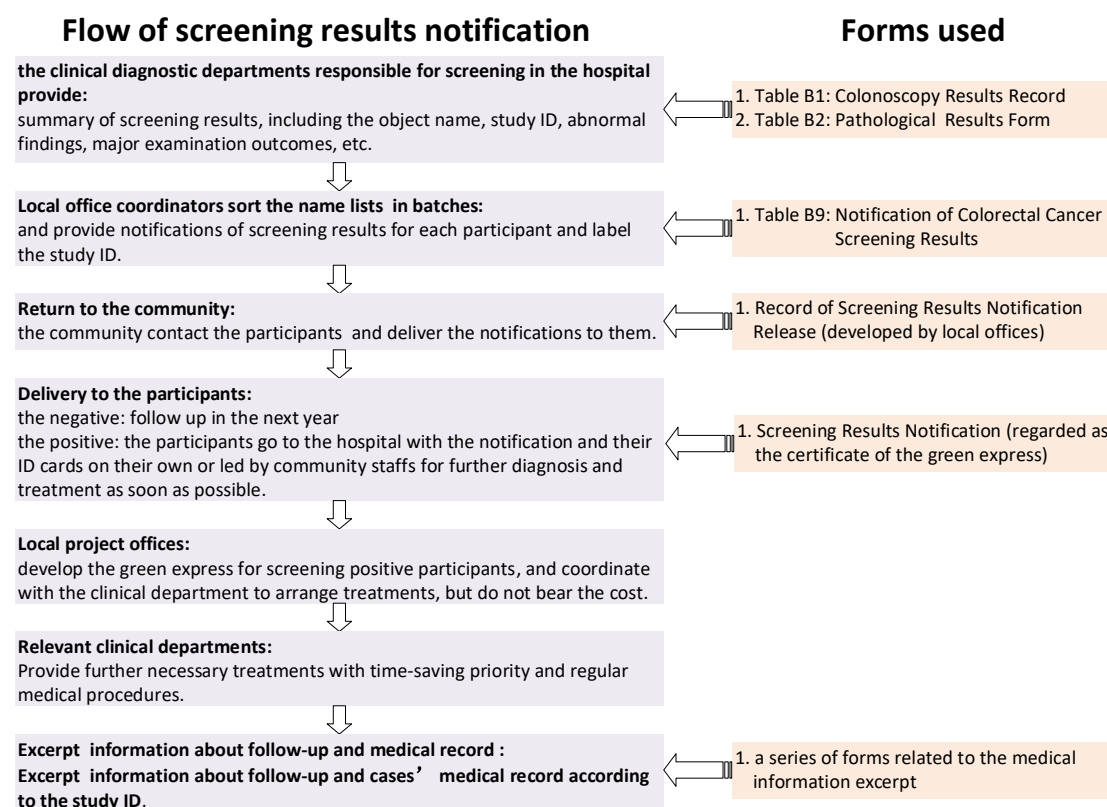 Flow of screening results notification
Forms used
the clinical diagnostic departments responsible for screening in the hospital
provide:
summary of screening results, including the object name, study ID, abnormal
findings, major examination outcomes, etc.
1. Table B1: Colonoscopy Results Record
2. Table B2: Pathological Results Form
Local office coordinators sort the name lists in batches:
and provide notifications of screening results for each participant and label
the study ID.
1. Table B9: Notification of Colorectal Cancer
Screening Results
Return to the community:
the community contact the participants and deliver the notifications to them.
1. Record of Screening Results Notification
Release (developed by local offices)
Delivery to the participants:
the negative: follow up in the next year
the positive: the participants go to the hospital with the notification and their
ID cards on their own or led by community staffs for further diagnosis and
treatment as soon as possible.
1. Screening Results Notification (regarded as
the certificate of the green express)
Local project offices:
develop the green express for screening positive participants, and coordinate
with the clinical department to arrange treatments, but do not bear the cost.
Relevant clinical departments:
Provide further necessary treatments with time-saving priority and regular
medical procedures.
Excerpt information about follow-up and medical record :
Excerpt information about follow-up and cases’ medical record according
to the study ID.
1. a series of forms related to the medical
information excerpt